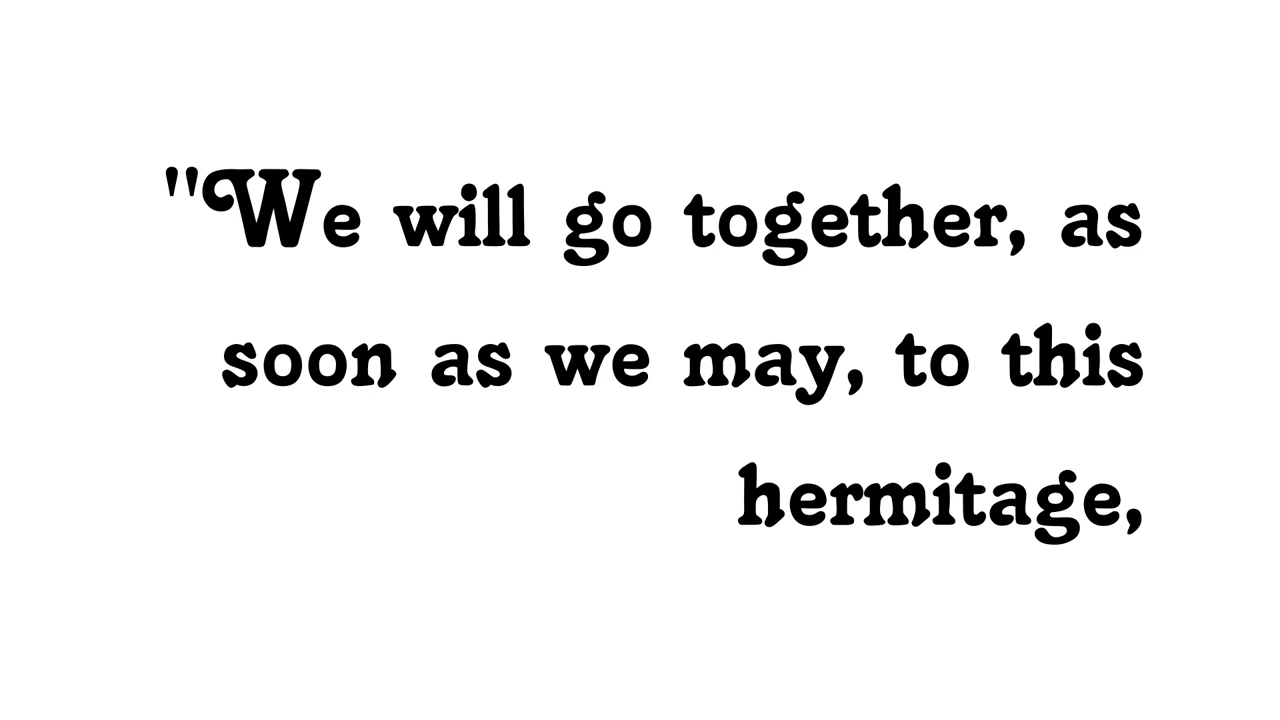 "We will go together, as
soon as we may, to this
hermitage,